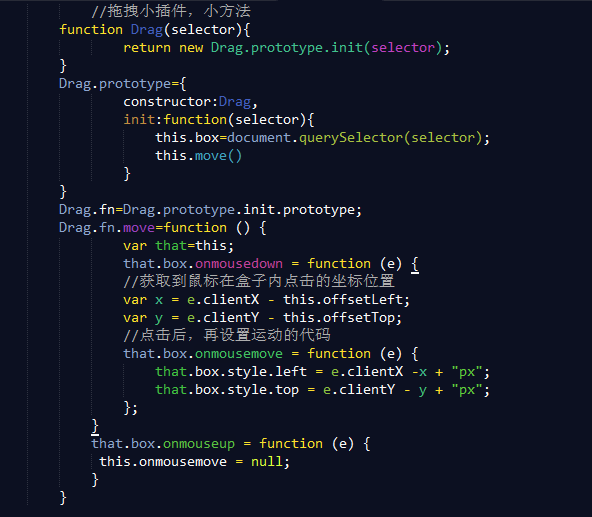 //拖拽小插件，小方法
function Drag(selector){
return new Drag.prototype.init(selector);
}
Drag.prototype={
constructor:Drag,
init:function(selector){
this.box=document.querySelector(selector);
this.move()
}
}
Drag.fn=Drag.prototype.init.prototype;
Drag.fn.move=function () {
var that=this;
that.box.onmousedown = function (e) {
//获取到鼠标在盒子内点击的坐标位置
var x = e.clientX - this.offsetLeft;
var y = e.clientY - this.offsetTop;
//点击后，再设置运动的代码
that.box.onmousemove = function (e) {
that.box.style.left = e.clientX -x + "px";
that.box.style.top = e.clientY - y + "px";
};
}
that.box.onmouseup = function (e) {
this.onmousemove = null;
}
}